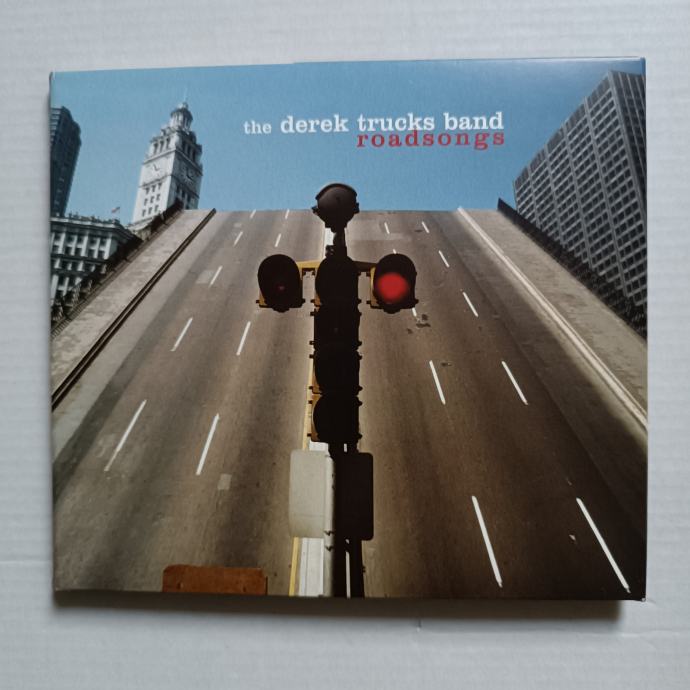 the derek trucks band
roadsongs